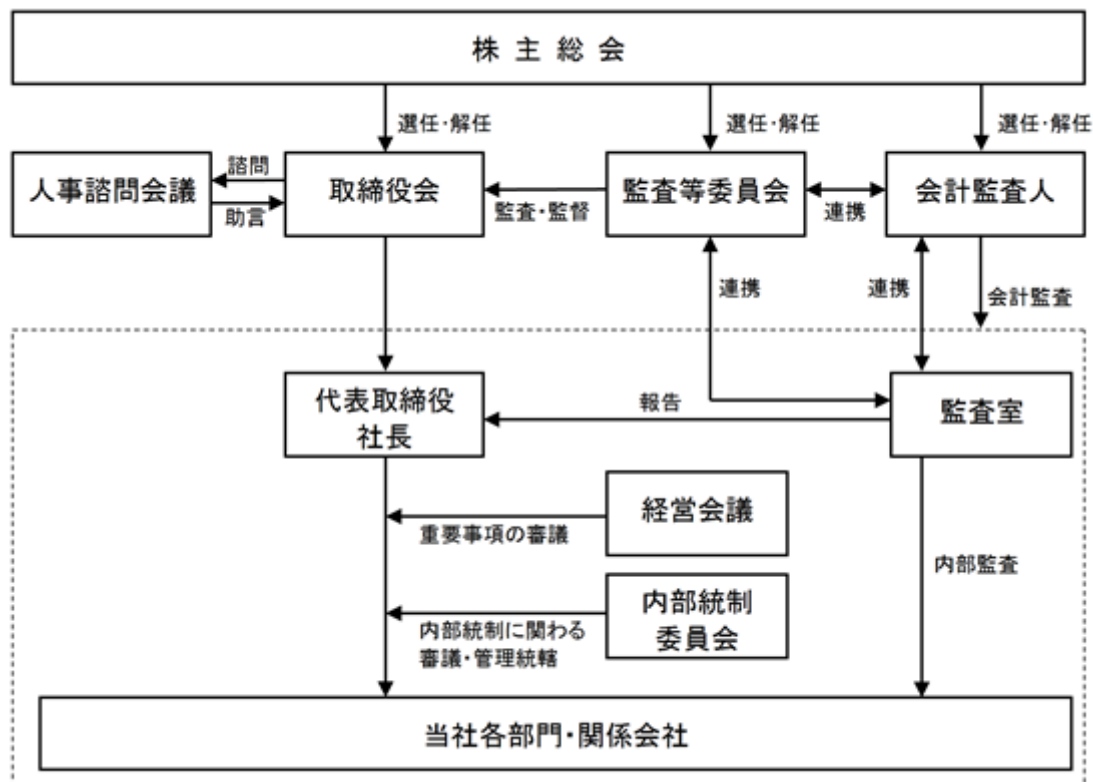 株主総会
選任・解任
選任・解任
選任・解任
人事諮問会議
諮問
助言
取締役会
監査・監督
監査等委員会
連携
会計監査人
連携
連携
会計監査
代表取締役
社長
報告
監査室
経営会議
重要事項の審議
内部監査
内部統制
委員会
内部統制に関わる
審議・管理統轄
当社各部門・関係会社